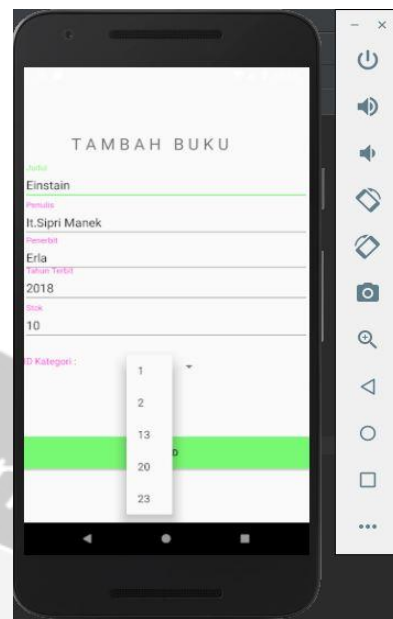 TAMBAH BUKU
Judul
Einstain
Penulis
It.Sipri Manek
Penerbit
Erla
Tahun Terbit
2018
Stok
10
ID Kategori :
1
2
13
20
23